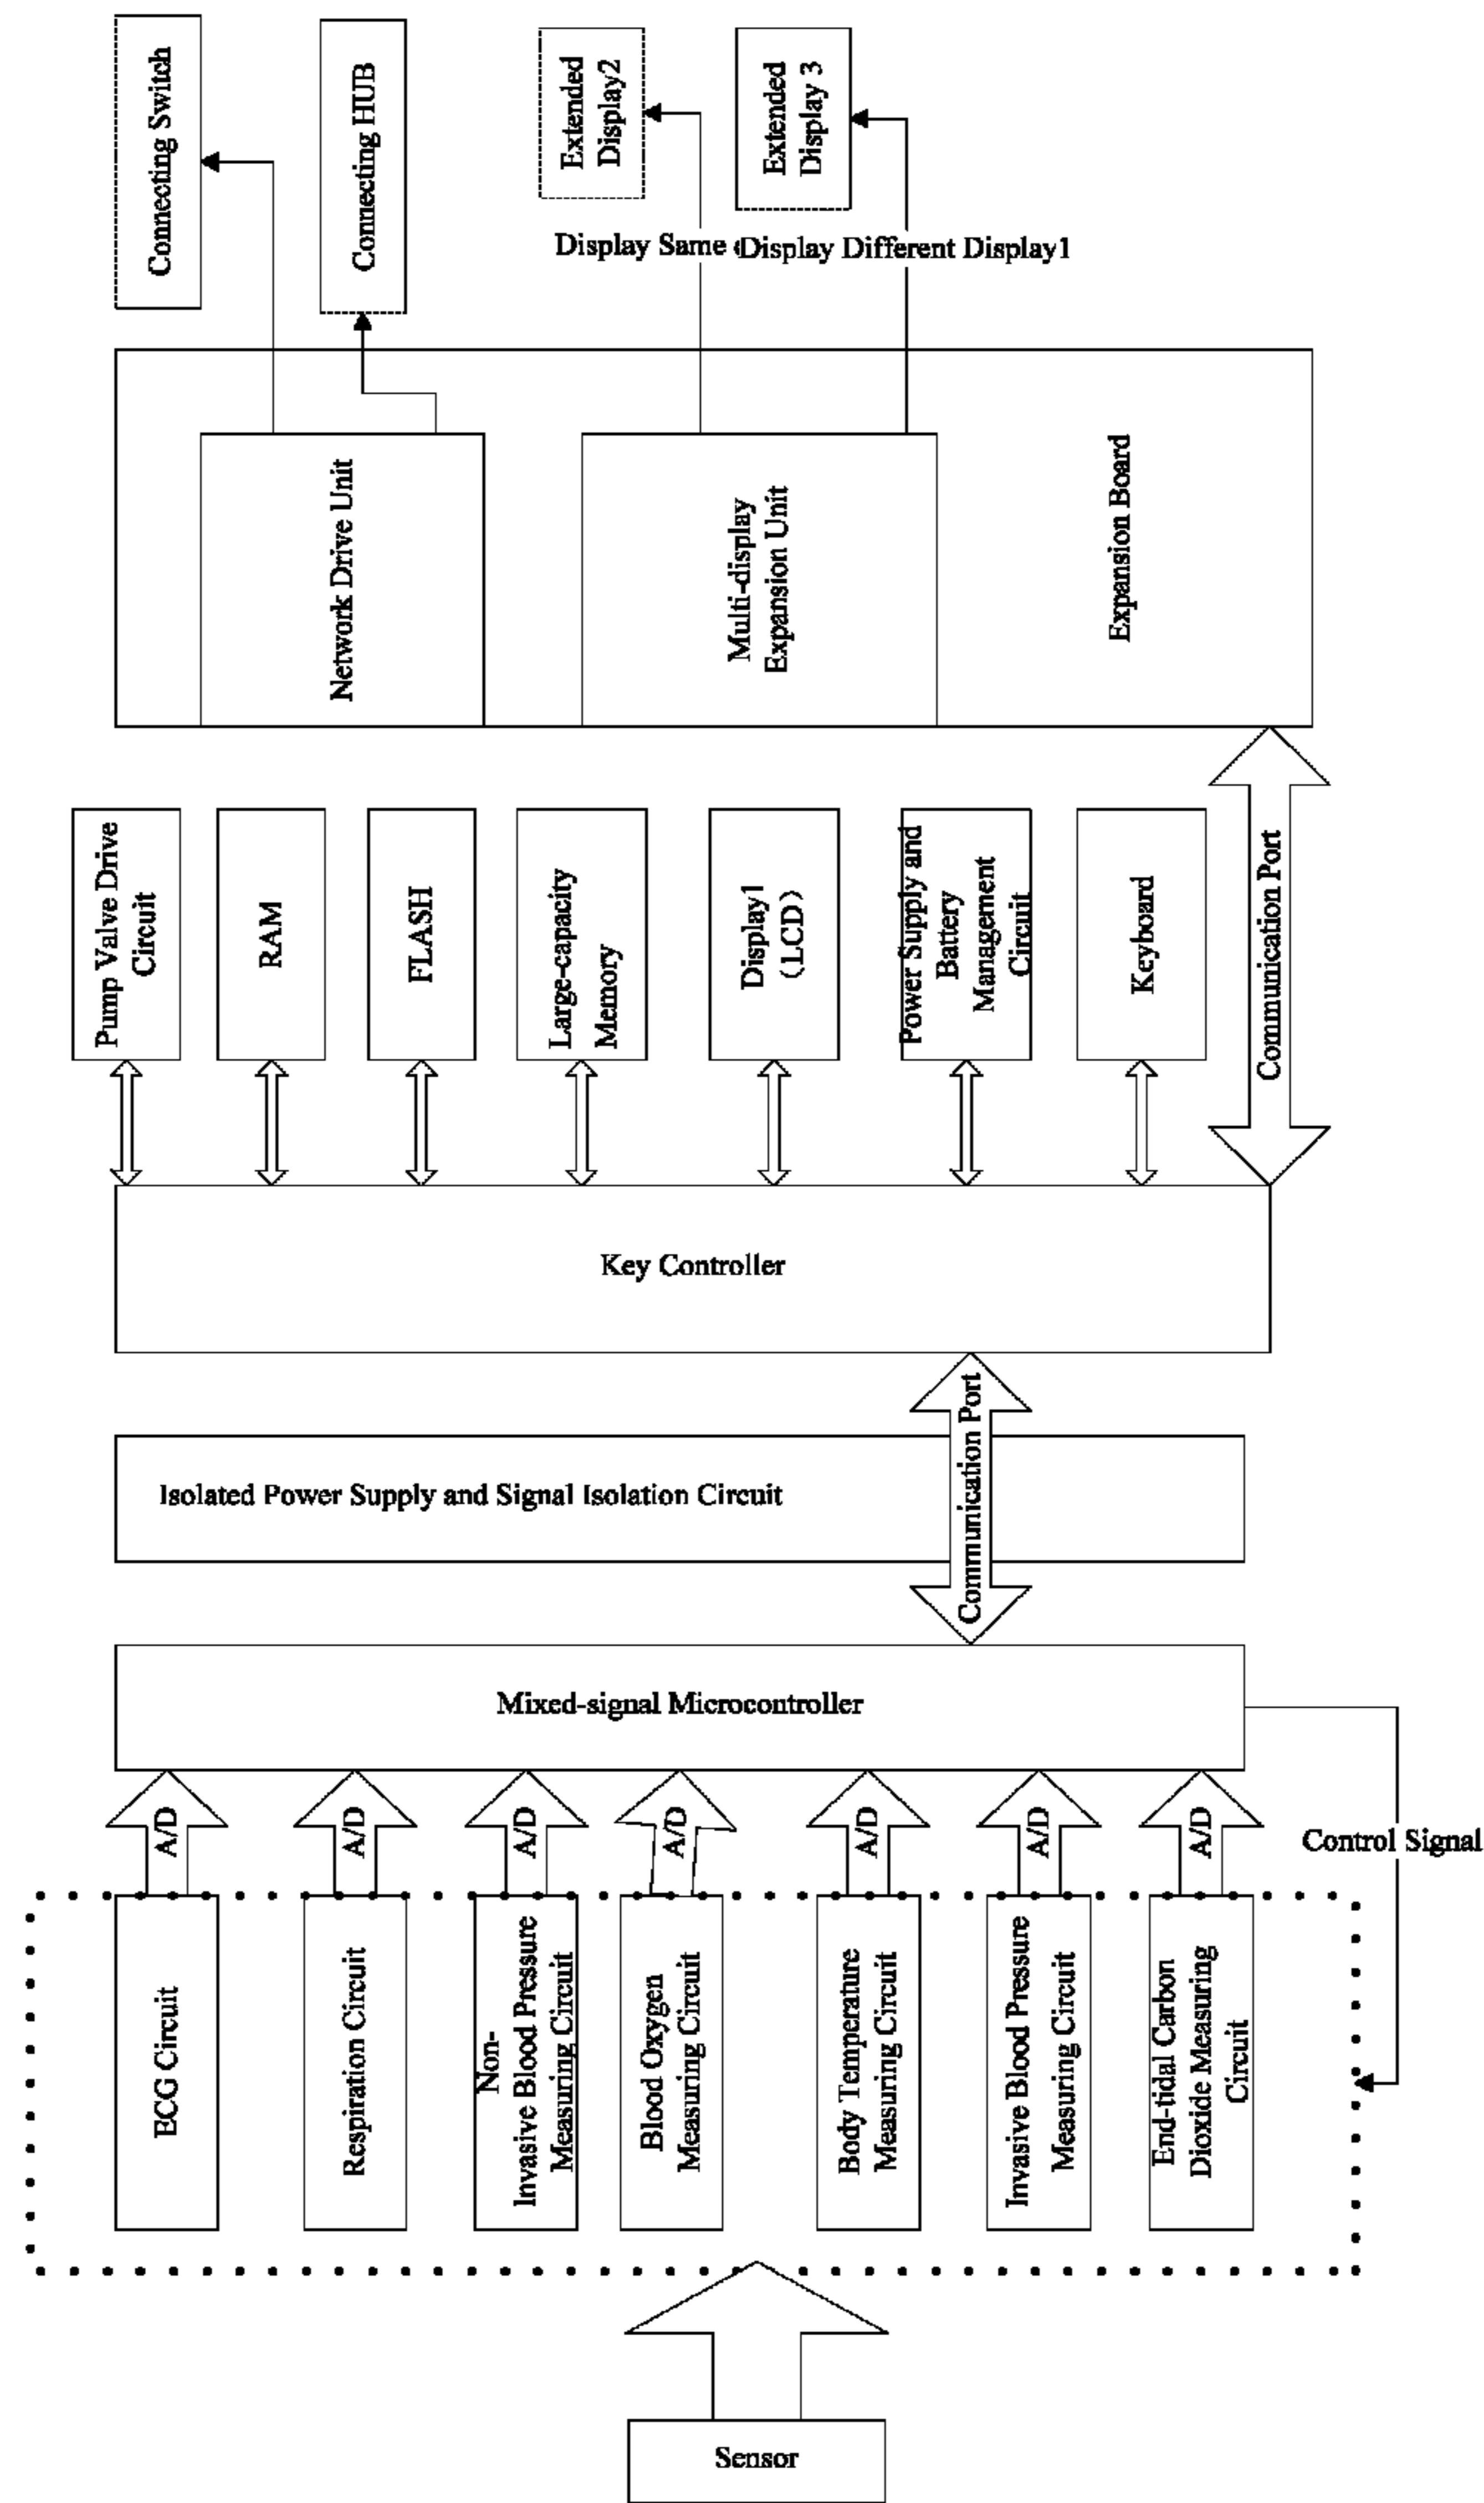 Connecting Switch
Connecting HUB
Extended
Display2
Extended
Display 3
Display Same
Display Different Display1
Network Drive Unit
Multi-display
Expansion Unit
Expansion Board
Pump Valve Drive
Circuit
RAM
FLASH
Large-capacity
Memory
Display1
(LCD)
Power Supply and
Battery
Management
Circuit
Keyboard
Communication Port
Key Controller
Communication Port
Isolated Power Supply and Signal Isolation Circuit
Mixed-signal Microcontroller
A/D
A/D
A/D
A/D
A/D
A/D
A/D
Control Signal
ECG Circuit
Respiration Circuit
Non-
Invasive Blood Pressure
Measuring Circuit
Blood Oxygen
Measuring Circuit
Body Temperature
Measuring Circuit
Invasive Blood Pressure
Measuring Circuit
End-tidal Carbon
Dioxide Measuring
Circuit
Sensor